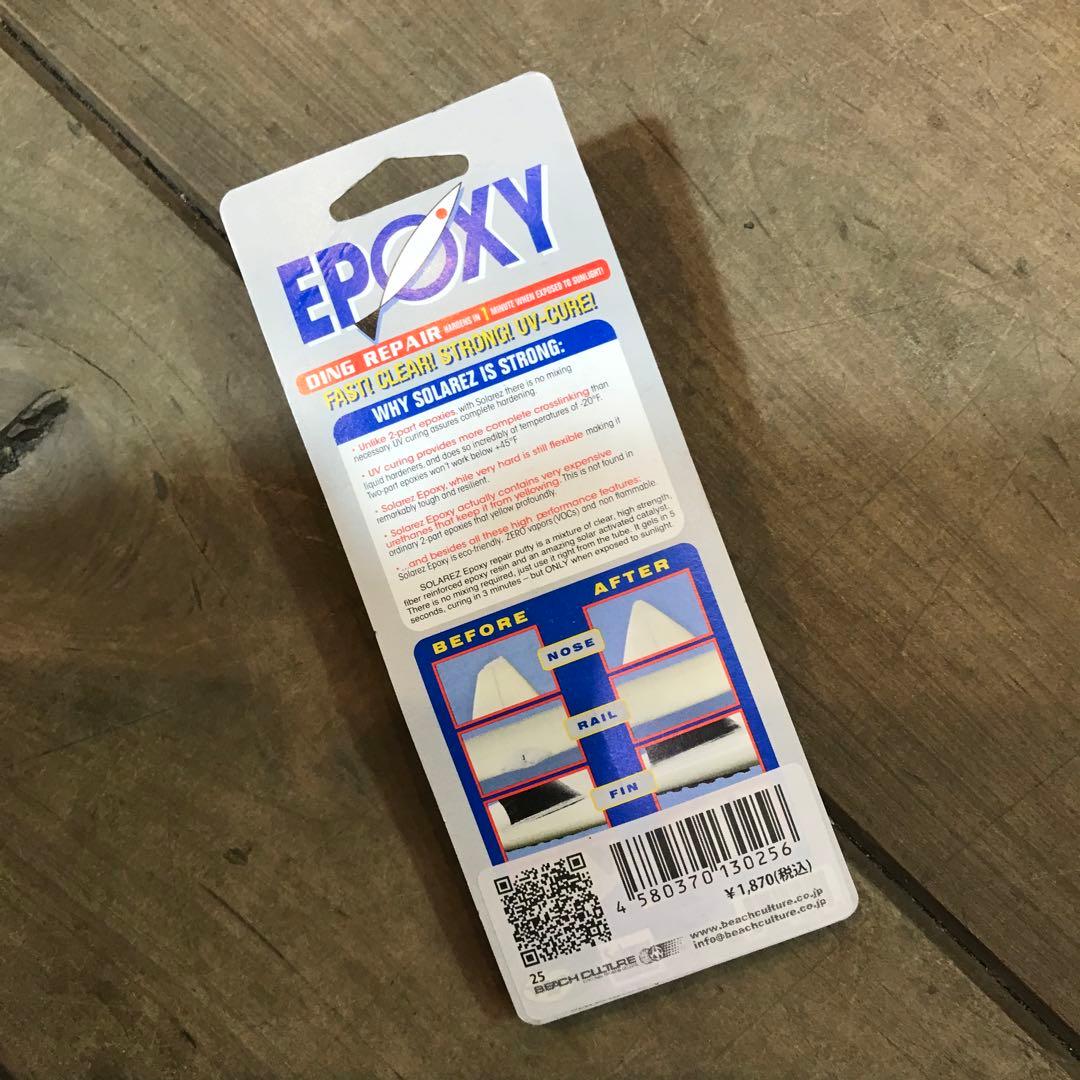 EPOXY
DING REPAIR HARDENS IN 1 MINUTE WHEN EXPOSED TO SUNLIGHT!
FAST! CLEAR! STRONG! UV-CURE!
WHY SOLAREZ IS STRONG:
• Unlike 2-part epoxies with Solarez there is no mixing
necessary. UV curing assures complete hardening.
• UV curing provides more complete crosslinking than
liquid hardeners, and does so incredibly at temperatures of -20°F.
Two-part epoxies won't work below +45°F
• Solarez Epoxy, while very hard is still flexible making it
remarkably tough and resilient.
• Solarez Epoxy actually contains very expensive
urethanes that keep it from yellowing. This is not found in
ordinary 2-part epoxies that yellow profoundly.
• ...and besides all these high performance features:
Solarez Epoxy is eco-friendly, ZERO vapors (VOCs) and non flammable.
SOLAREZ Epoxy repair putty is a mixture of clear, high strength,
fiber reinforced epoxy resin and an amazing solar activated catalyst.
There is no mixing required, just use it right from the tube. It gels in 5
seconds, curing in 3 minutes – but ONLY when exposed to sunlight.
BEFORE AFTER
NOSE
RAIL
FIN
4 580370 130256
¥1,870(税込)
www.beachculture.co.jp
info@beachculture.co.jp
25
BEACH CULTURE